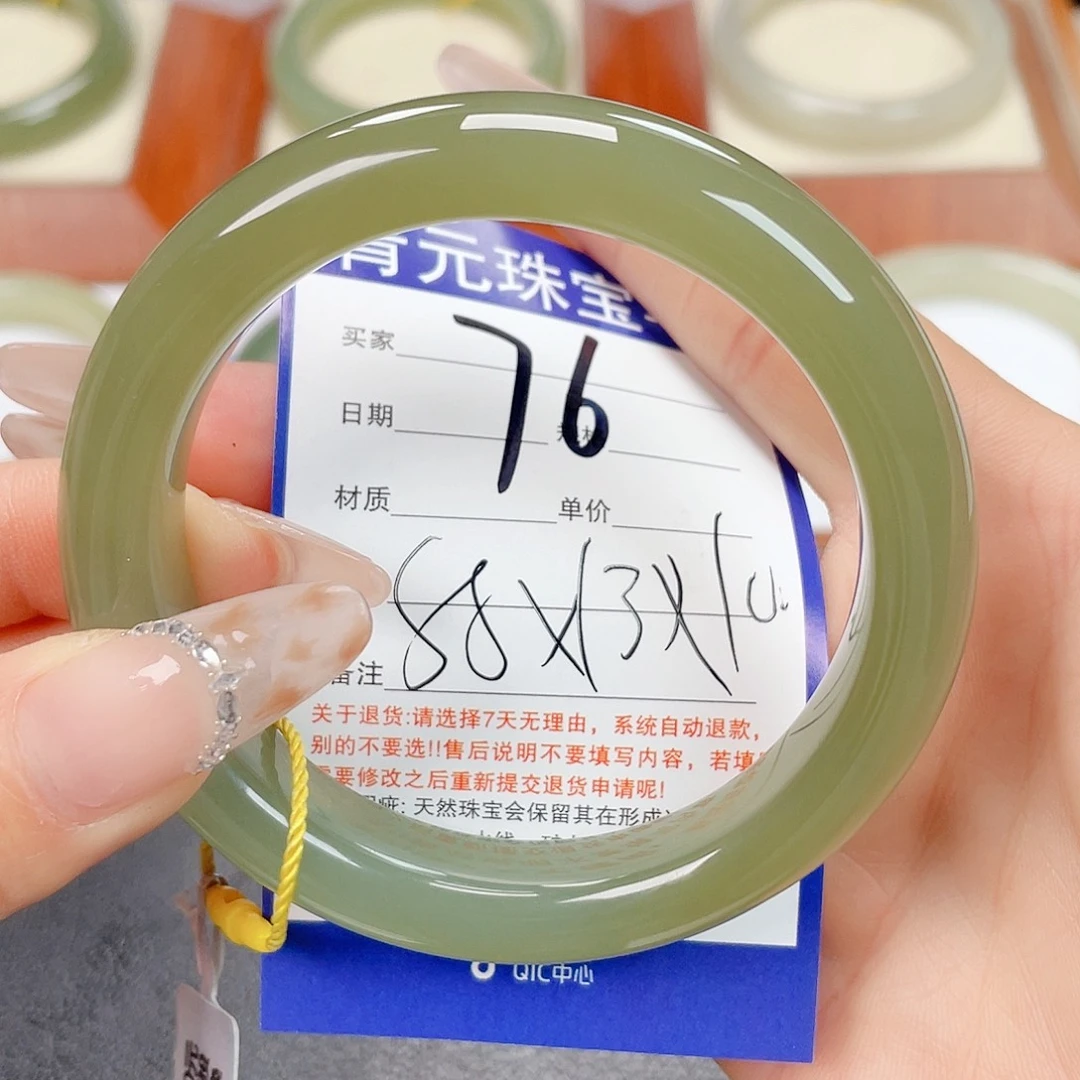 元珠宝
买家
76
日期
材质 单价
58×13×10
备注
关于退货:请选择7天无理由，系统自动退款，
别的不要选!!售后说明不要填写内容，若填
要修改之后重新提交退货申请呢!
天然珠宝会保留其在形成
QIC中心